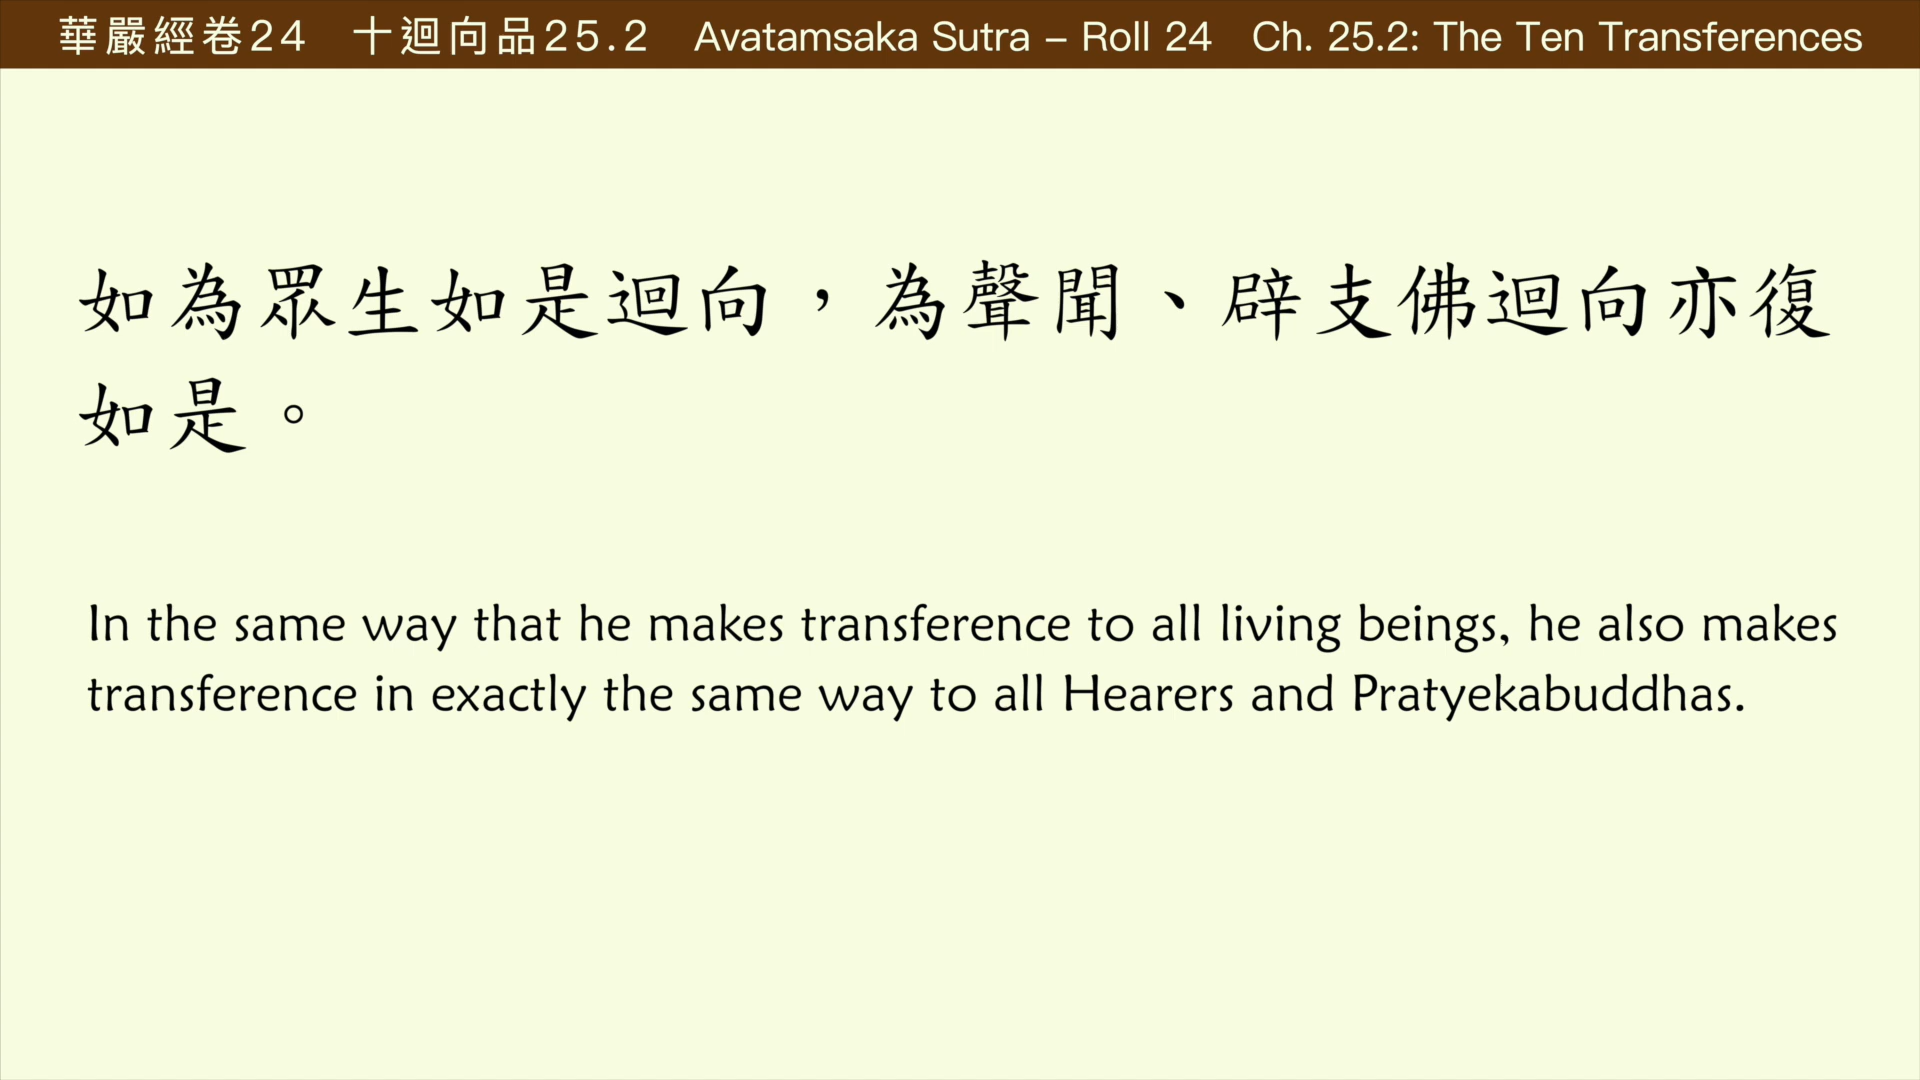 華嚴經卷24 十迴向品25.2 Avatamsaka Sutra – Roll 24 Ch. 25.2: The Ten Transferences
如為眾生如是迴向，為聲聞、辟支佛迴向亦復
如是。
In the same way that he makes transference to all living beings, he also makes
transference in exactly the same way to all Hearers and Pratyekabuddhas.